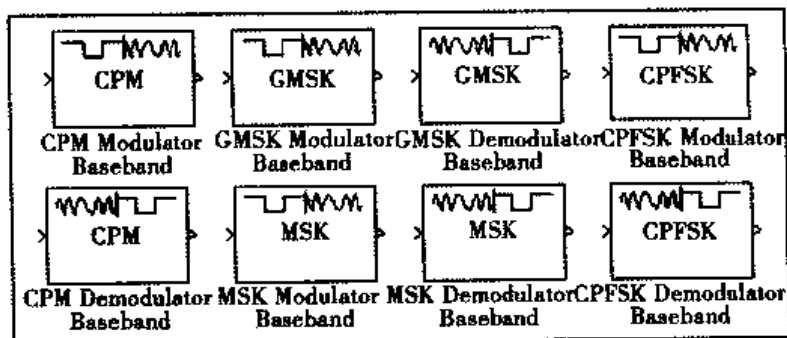 CPM GMSK GMSK CPFSK
CPM Modulator GMSK Modulator GMSK Demodulator CPFSK Modulator
Baseband Baseband Baseband Baseband
CPM MSK MSK CPFSK
CPM Demodulator MSK Modulator MSK Demodulator CPFSK Demodulator
Baseband Baseband Baseband Baseband